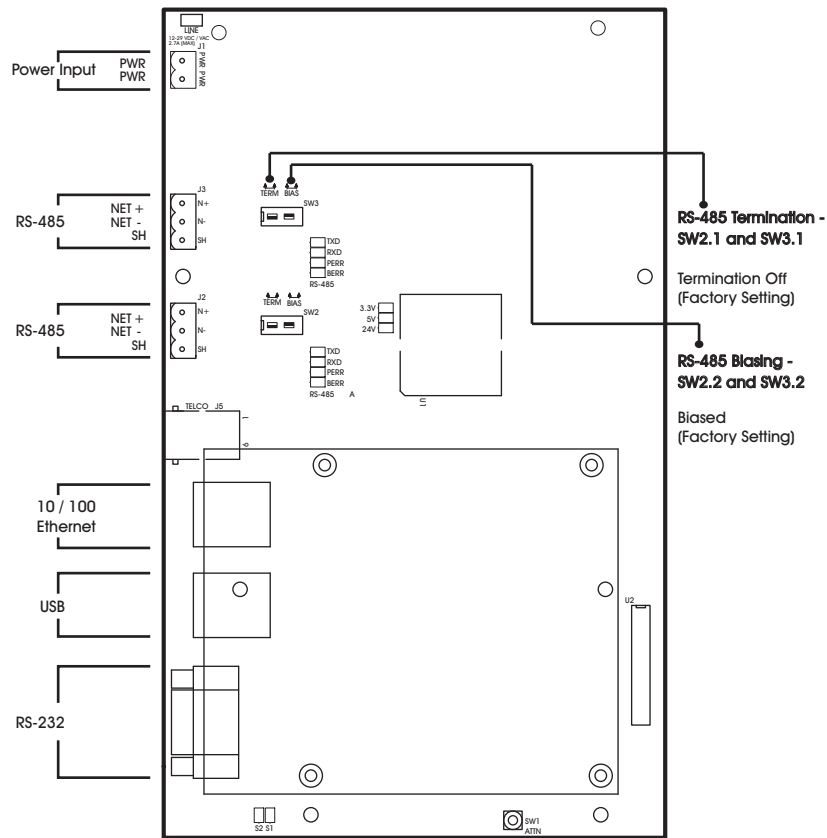 LINE
12-29 VDC / VAC
2.7A (MAX)
J1
PWR PWR
Power Input
PWR
PWR
J3
N+
N-
SH
RS-485
NET +
NET -
SH
TERM BIAS
SW3
TXD
RXD
PERR
BERR
RS-485
RS-485 Termination -
SW2.1 and SW3.1
Termination Off
(Factory Setting)
J2
N+
N-
SH
RS-485
NET +
NET -
SH
TERM BIAS
SW2
TXD
RXD
PERR
BERR
RS-485 A
3.3V
5V
24V
U1
RS-485 Biasing -
SW2.2 and SW3.2
Biased
(Factory Setting)
TELCO J5
1
6
10 / 100
Ethernet
USB
U2
RS-232
S2 S1
SW1
ATTN